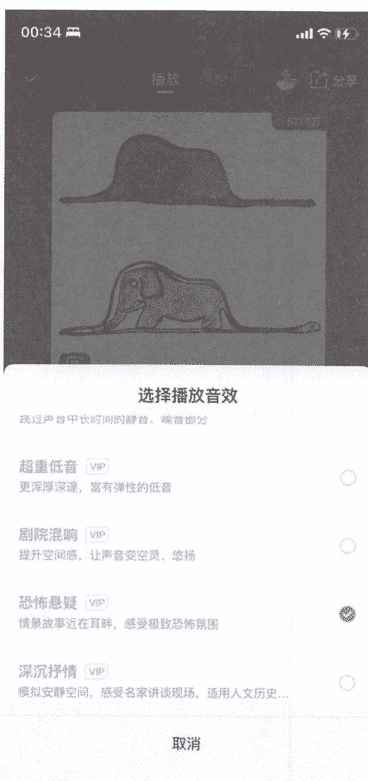 00:34
播放
分享
选择播放音效
跳过声音中长时间的静音、噪音部分
超重低音 VIP
更浑厚深邃，富有弹性的低音
剧院混响 VIP
提升空间感，让声音变空灵、悠扬
恐怖悬疑 VIP
情景故事近在耳畔，感受极致恐怖氛围
深沉抒情 VIP
模拟安静空间，感受名家讲谈现场，适用人文历史...
取消